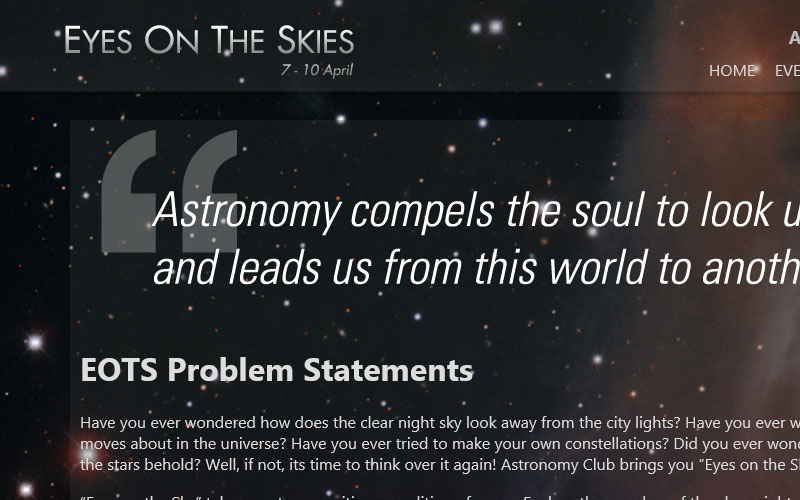 EYES ON THE SKIES
7 - 10 April
HOME
Astronomy compels the soul to look
and leads us from this world to
EOTS Problem Statements
Have you ever wondered how does the clear night sky look away from the city lights? Have you ever
moves about in the universe? Have you ever tried to make your own constellations? Did you ever
the stars behold? Well, if not, its time to think over it again! Astronomy Club brings you “Eyes on the